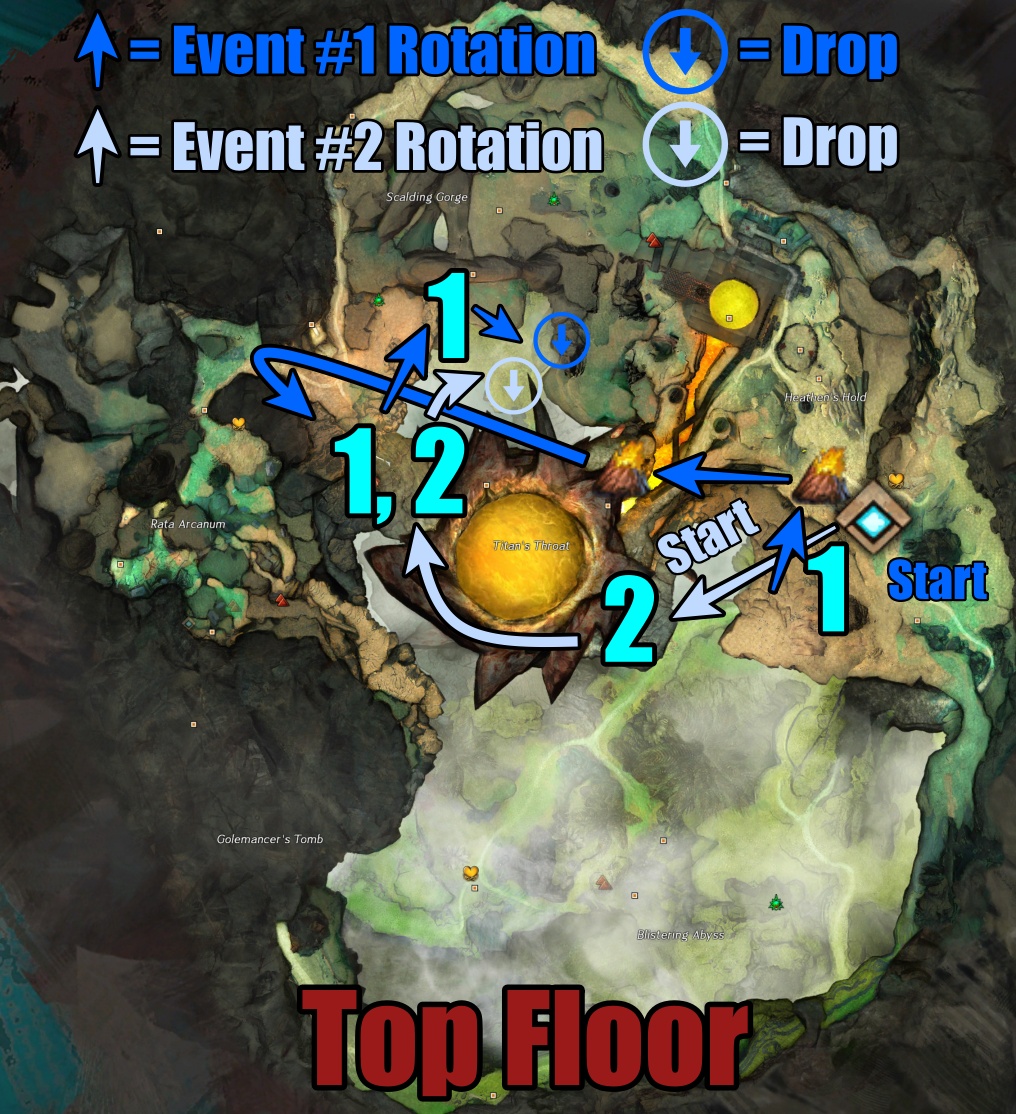 = Event #1 Rotation = Drop
= Event #2 Rotation = Drop
Scalding Gorge
1
Heathen's Hold
1, 2
Rata Arcanum
Titan's Throat
Start
1
Start
2
Golemancer's Tomb
Blistering Abyss
Top Floor